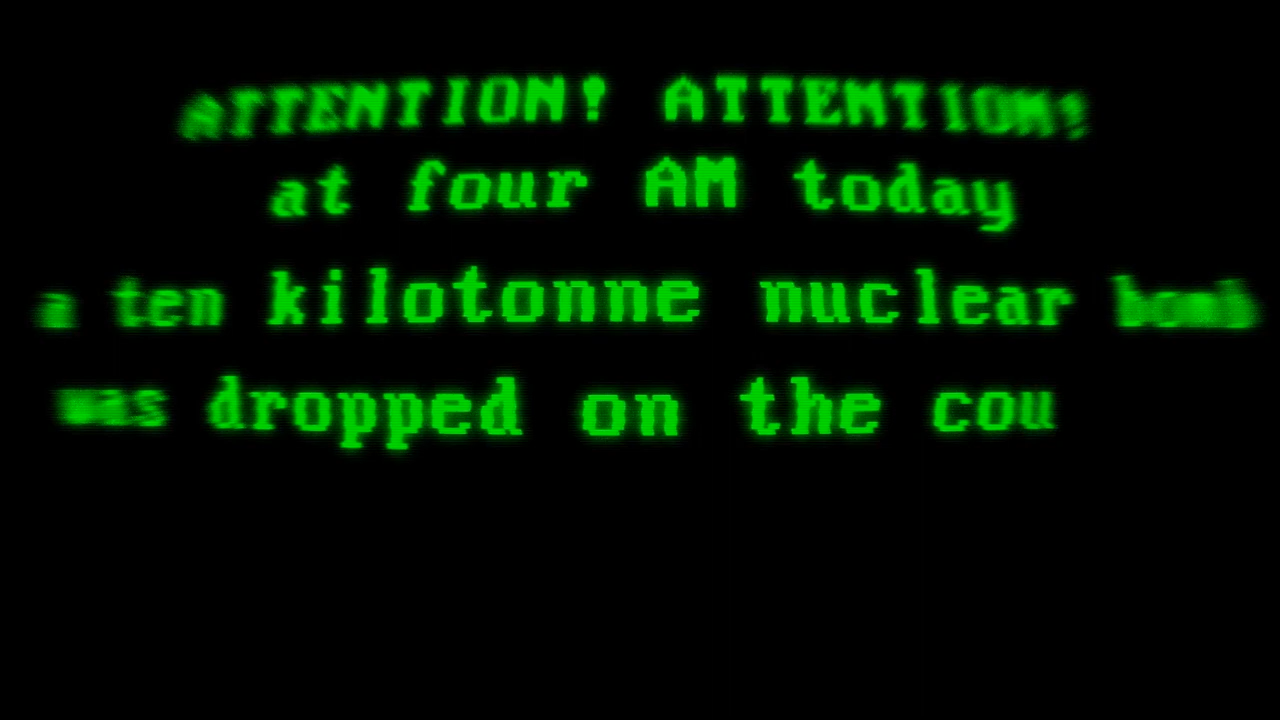 ATTENTION! ATTENTION!
at four AM today
a ten kilotonne nuclear bomb
was dropped on the cou